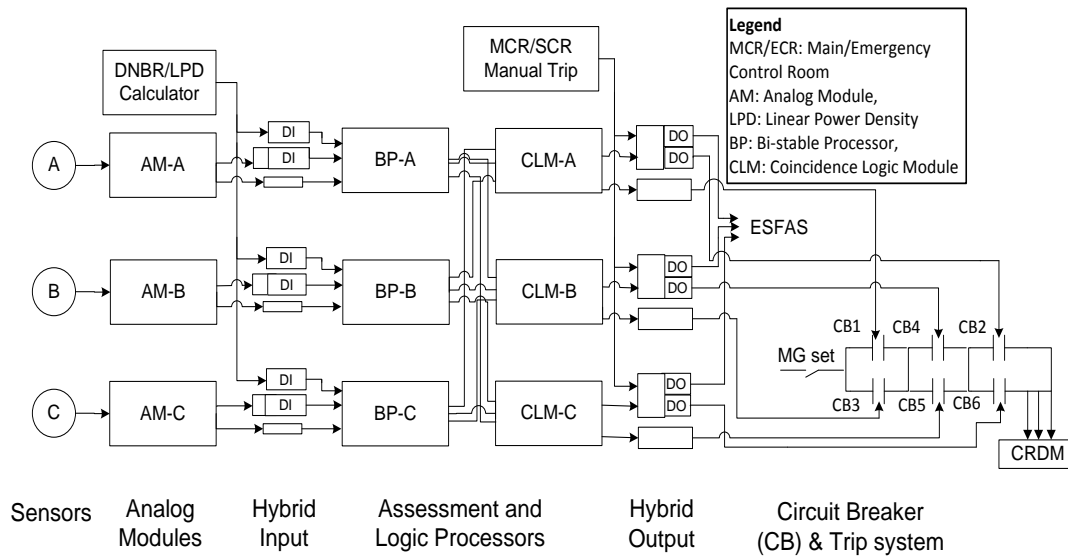 DNBR/LPD
Calculator
MCR/SCR
Manual Trip
Legend
MCR/ECR: Main/Emergency
Control Room
AM: Analog Module,
LPD: Linear Power Density
BP: Bi-stable Processor,
CLM: Coincidence Logic Module
A
AM-A
DI
DI
BP-A
CLM-A
DO
DO
ESFAS
B
AM-B
DI
DI
BP-B
CLM-B
DO
DO
CB1
CB4
CB2
MG set
CB3
CB5
CB6
C
AM-C
DI
DI
BP-C
CLM-C
DO
DO
CRDM
Sensors
Analog
Modules
Hybrid
Input
Assessment and
Logic Processors
Hybrid
Output
Circuit Breaker
(CB) & Trip system